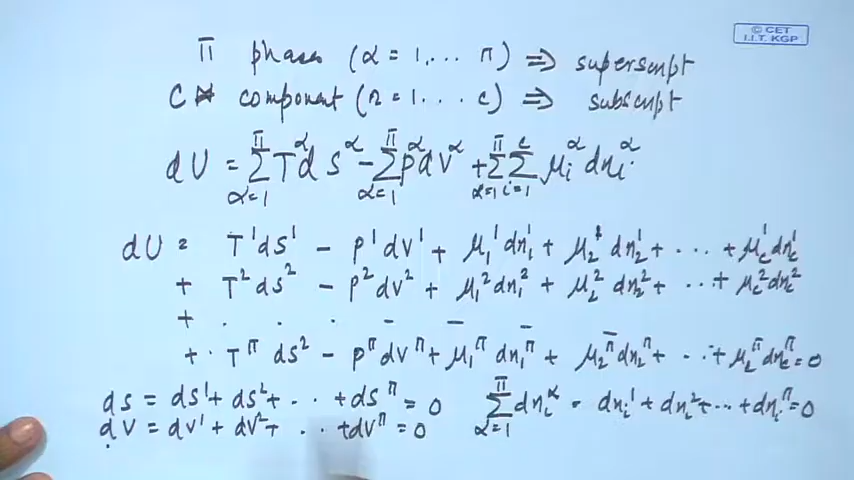 © CET
I.I.T. KGP
π phases (α = 1, ... π) ⇒ superscript
C component (n = 1 ... c) ⇒ subscript
dU = Σ_{α=1}^{π} T^α dS^α - Σ_{α=1}^{π} P^α dV^α + Σ_{α=1}^{π} Σ_{i=1}^{c} μ_i^α dn_i^α.
dU = T^1 dS^1 - P^1 dV^1 + μ_1^1 dn_1^1 + μ_2^1 dn_2^1 + ... + μ_c^1 dn_c^1
+ T^2 dS^2 - P^2 dV^2 + μ_1^2 dn_1^2 + μ_2^2 dn_2^2 + ... + μ_c^2 dn_c^2
+ . . . - - - -
+ . T^π dS^2 - P^π dV^π + μ_1^π dn_1^π + μ_2^π dn_2^π + ... + μ_c^π dn_c^π = 0
dS = dS^1 + dS^2 + ... + dS^π = 0 Σ_{α=1}^{π} dn_i^α = dn_i^1 + dn_i^2 + ... + dn_i^π = 0
dV = dV^1 + dV^2 + ... + dV^π = 0